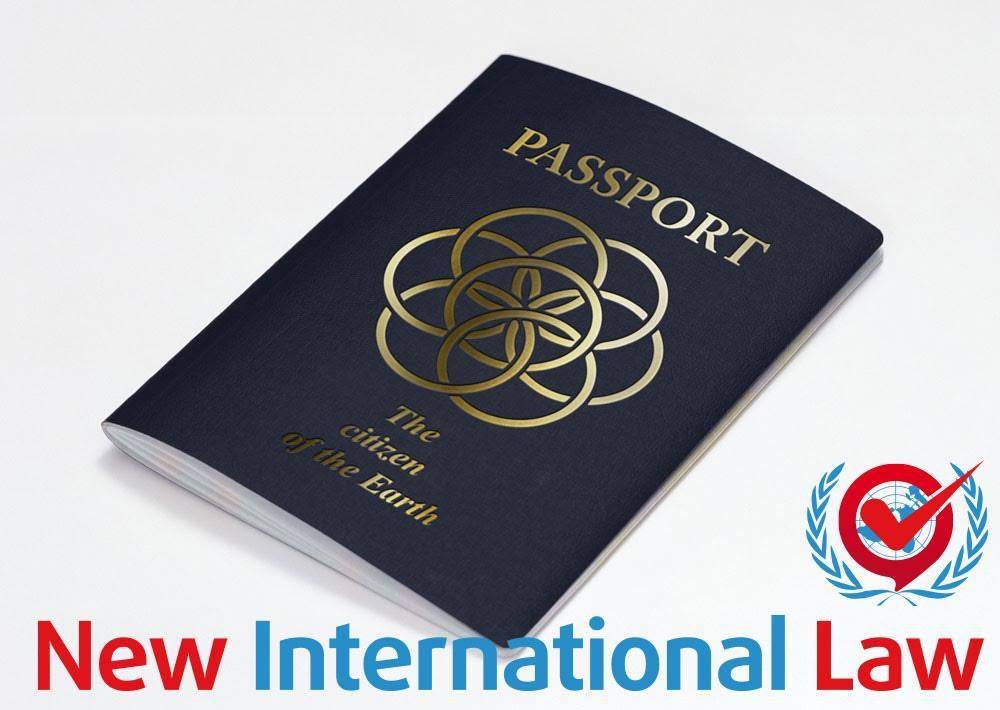 PASSPORT
The
citizen
of the Earth
New International Law